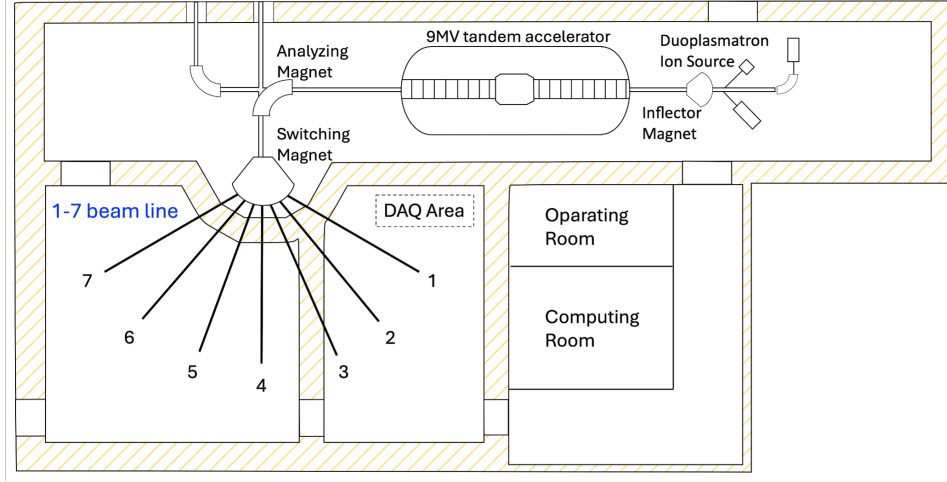 9MV tandem accelerator
Duoplasmatron
Ion Source
Analyzing
Magnet
Inflector
Magnet
Switching
Magnet
1-7 beam line
DAQ Area
Oparating
Room
Computing
Room
7
6
5
4
3
2
1